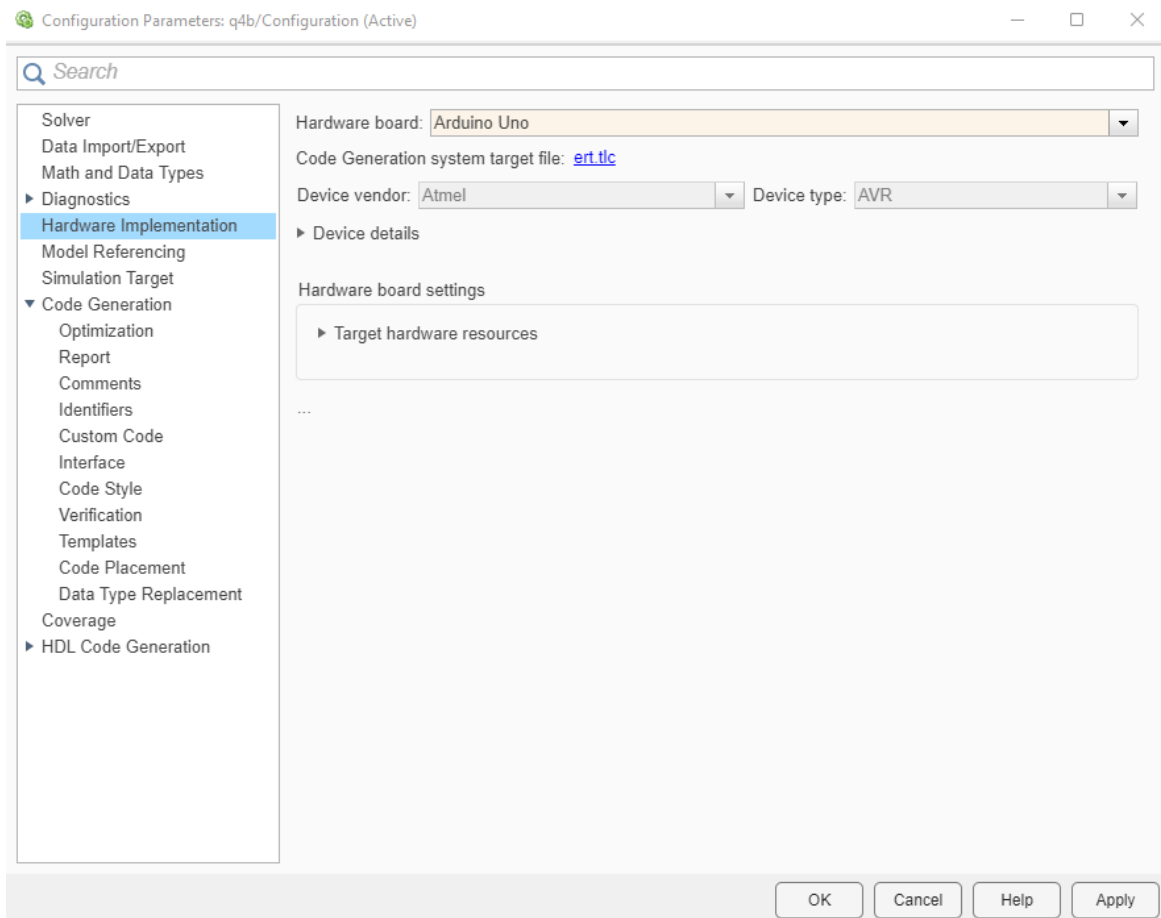 Configuration Parameters: q4b/Configuration (Active)
Search
Solver
Data Import/Export
Math and Data Types
Diagnostics
Hardware Implementation
Model Referencing
Simulation Target
Code Generation
Optimization
Report
Comments
Identifiers
Custom Code
Interface
Code Style
Verification
Templates
Code Placement
Data Type Replacement
Coverage
HDL Code Generation
Hardware board: Arduino Uno
Code Generation system target file: ert.tlc
Device vendor: Atmel Device type: AVR
Device details
Hardware board settings
Target hardware resources
...
OK Cancel Help Apply